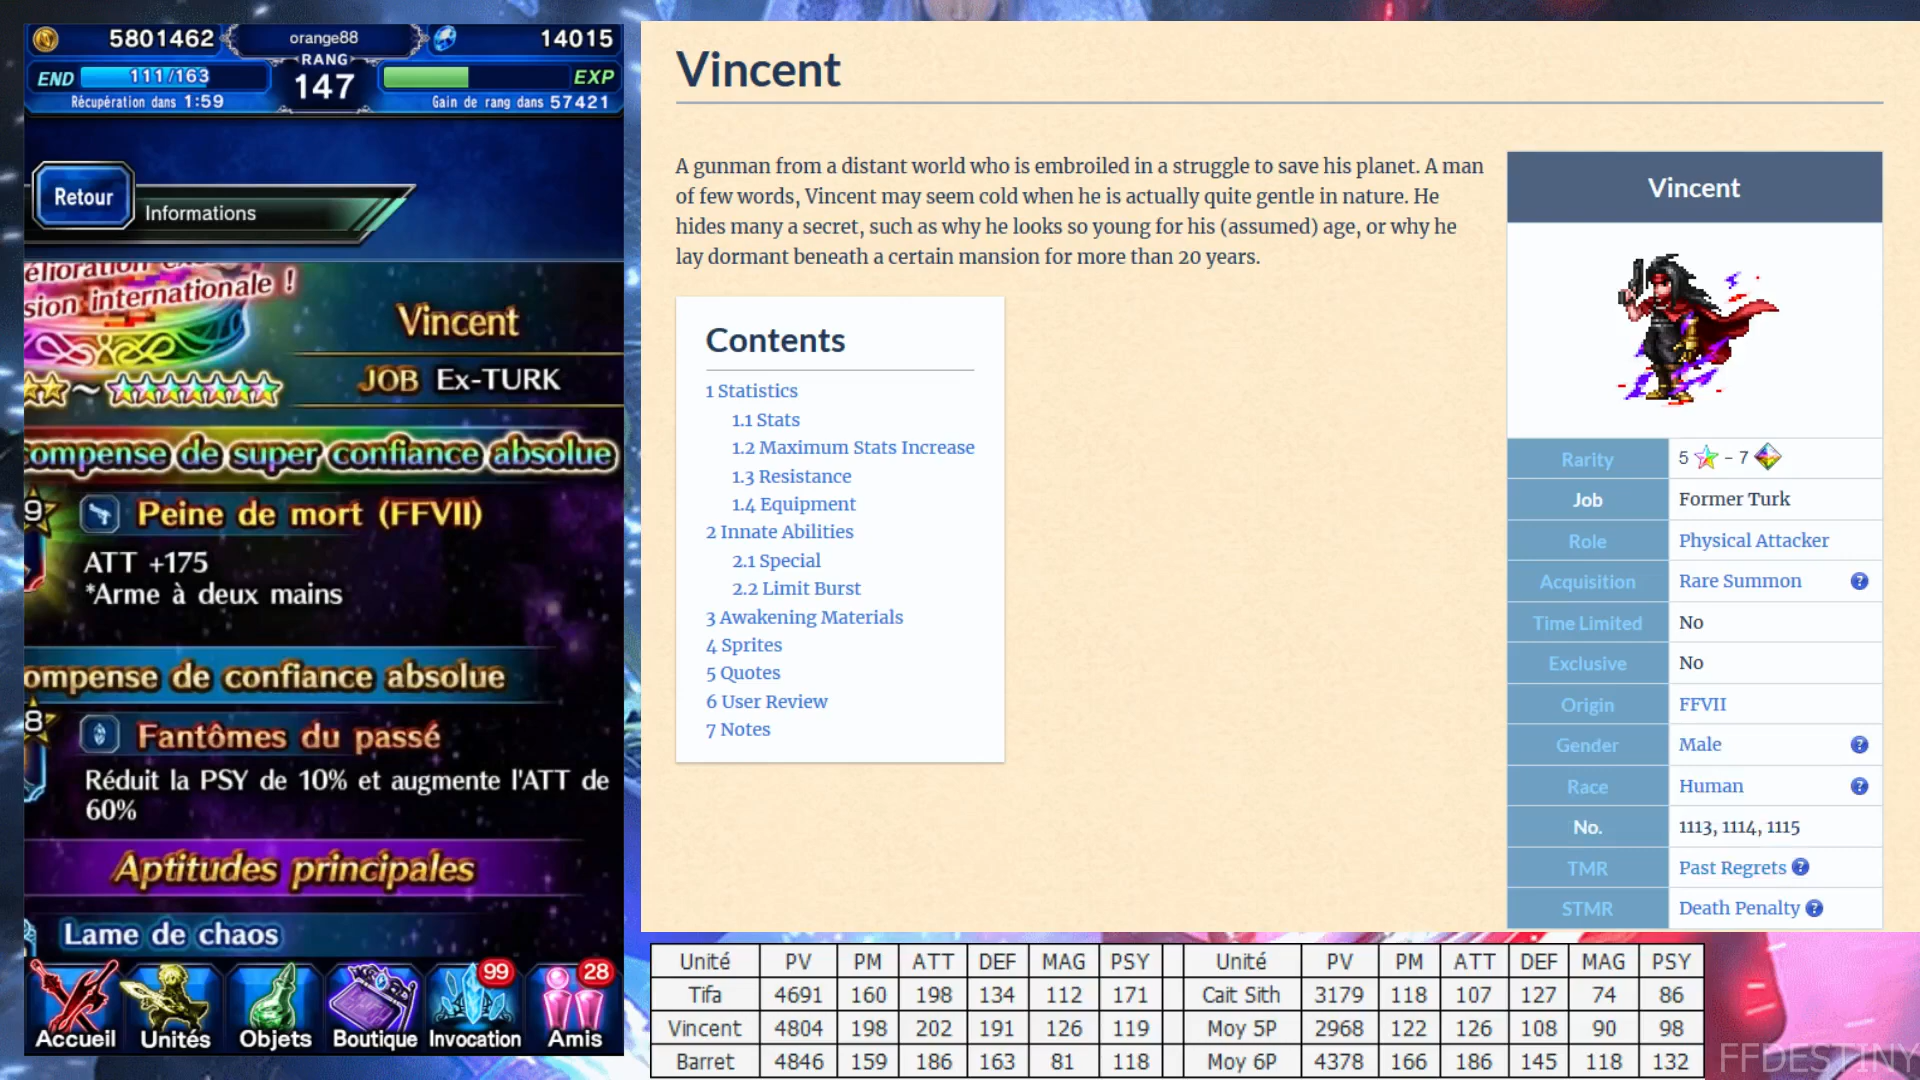 5801462
orange88
14015
END
111/163
RANG
147
EXP
Récupération dans 1:59
Gain de rang dans 57421
Retour
Informations
sion internationale !
Vincent
JOB Ex-TURK
ompense de super confiance absolue
9
Peine de mort (FFVII)
ATT +175
*Arme à deux mains
ompense de confiance absolue
8
Fantômes du passé
Réduit la PSY de 10% et augmente l'ATT de
60%
Aptitudes principales
Lame de chaos
99
28
Accueil
Unités
Objets
Boutique
Invocation
Amis
Vincent
A gunman from a distant world who is embroiled in a struggle to save his planet. A man
of few words, Vincent may seem cold when he is actually quite gentle in nature. He
hides many a secret, such as why he looks so young for his (assumed) age, or why he
lay dormant beneath a certain mansion for more than 20 years.
Contents
1 Statistics
1.1 Stats
1.2 Maximum Stats Increase
1.3 Resistance
1.4 Equipment
2 Innate Abilities
2.1 Special
2.2 Limit Burst
3 Awakening Materials
4 Sprites
5 Quotes
6 User Review
7 Notes
Vincent
Rarity 5 - 7
Job Former Turk
Role Physical Attacker
Acquisition Rare Summon ?
Time Limited No
Exclusive No
Origin FFVII
Gender Male ?
Race Human ?
No. 1113, 1114, 1115
TMR Past Regrets ?
STMR Death Penalty ?
Unité PV PM ATT DEF MAG PSY Unité PV PM ATT DEF MAG PSY
Tifa 4691 160 198 134 112 171 Cait Sith 3179 118 107 127 74 86
Vincent 4804 198 202 191 126 119 Moy 5P 2968 122 126 108 90 98
Barret 4846 159 186 163 81 118 Moy 6P 4378 166 186 145 118 132
FFDESTINY